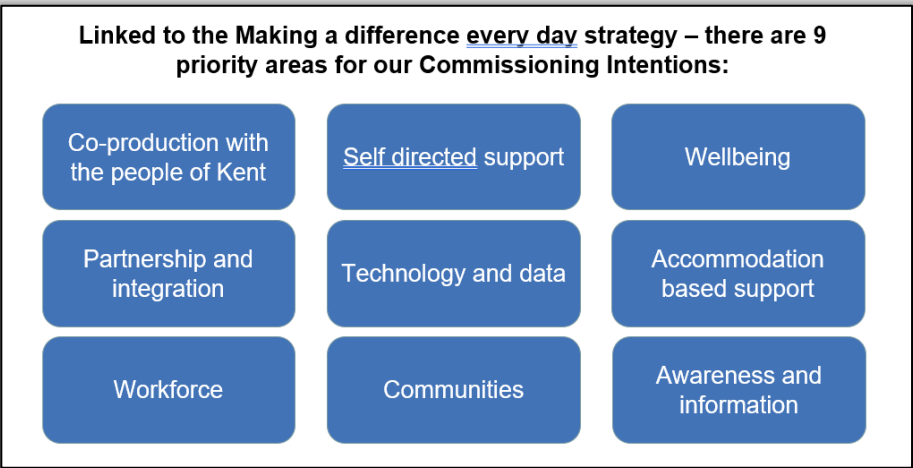 Linked to the Making a difference every day strategy – there are 9
priority areas for our Commissioning Intentions:
Co-production with
the people of Kent
Self directed support
Wellbeing
Partnership and
integration
Technology and data
Accommodation
based support
Workforce
Communities
Awareness and
information